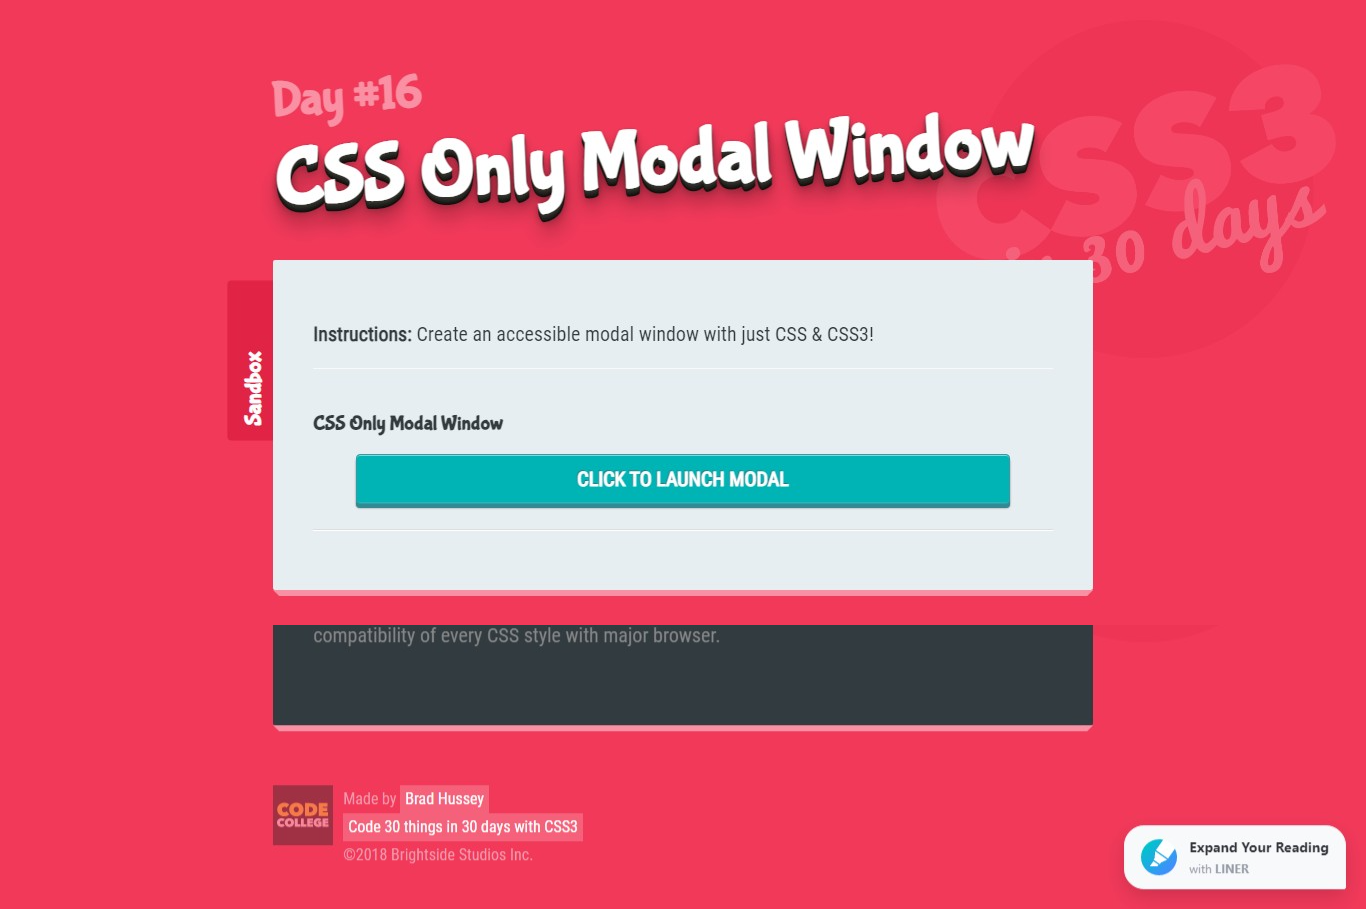 Day #16
CSS Only Modal Window
CSS3
in 30 days
Sandbox
Instructions: Create an accessible modal window with just CSS & CSS3!
CSS Only Modal Window
CLICK TO LAUNCH MODAL
compatibility of every CSS style with major browser.
CODE
COLLEGE
Made by Brad Hussey
Code 30 things in 30 days with CSS3
©2018 Brightside Studios Inc.
Expand Your Reading
with LINER